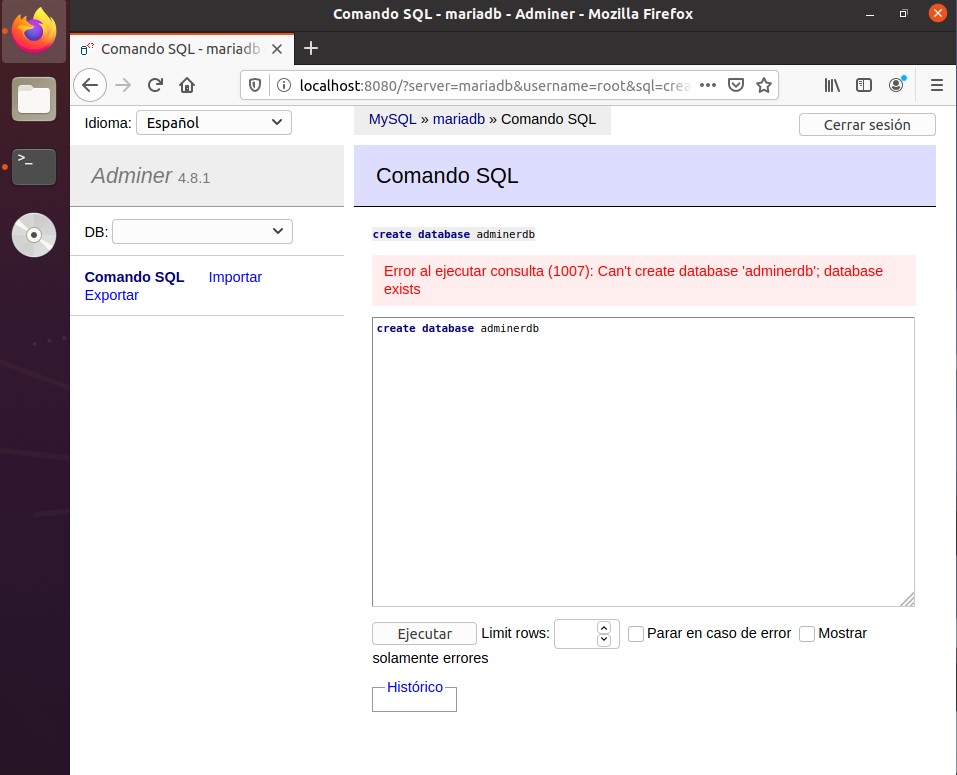 Comando SQL - mariadb - Adminer - Mozilla Firefox
Comando SQL - mariadb
localhost:8080/?server=mariadb&username=root&sql=crea
Idioma: Español
MySQL » mariadb » Comando SQL
Cerrar sesión
Adminer 4.8.1
Comando SQL
DB:
create database adminerdb
Comando SQL Importar
Exportar
Error al ejecutar consulta (1007): Can't create database 'adminerdb'; database
exists
create database adminerdb
Ejecutar Limit rows: Parar en caso de error Mostrar
solamente errores
Histórico